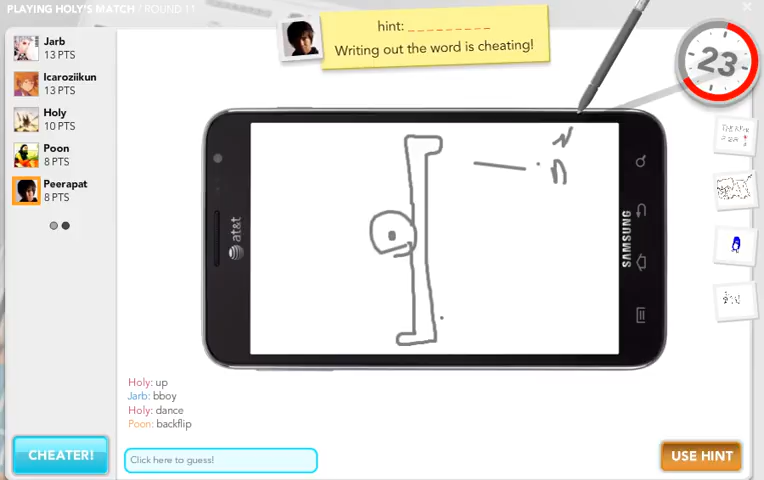 PLAYING HOLY'S MATCH / ROUND 11
Jarb
13 PTS
Icaroziikun
13 PTS
Holy
10 PTS
Poon
8 PTS
Peerapat
8 PTS
hint: _ _ _ _ _ _ _ _ _
Writing out the word is cheating!
23
at&t
SAMSUNG
Holy: up
Jarb: bboy
Holy: dance
Poon: backflip
CHEATER!
Click here to guess!
USE HINT